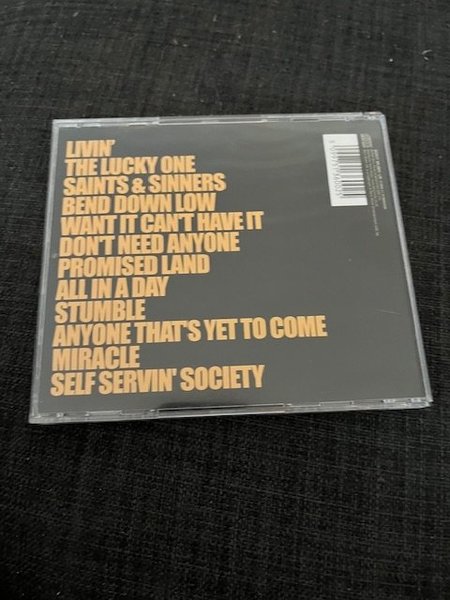 LIVIN'
THE LUCKY ONE
SAINTS & SINNERS
BEND DOWN LOW
WANT IT CAN'T HAVE IT
DON'T NEED ANYONE
PROMISED LAND
ALL IN A DAY
STUMBLE
ANYONE THAT'S YET TO COME
MIRACLE
SELF SERVIN' SOCIETY